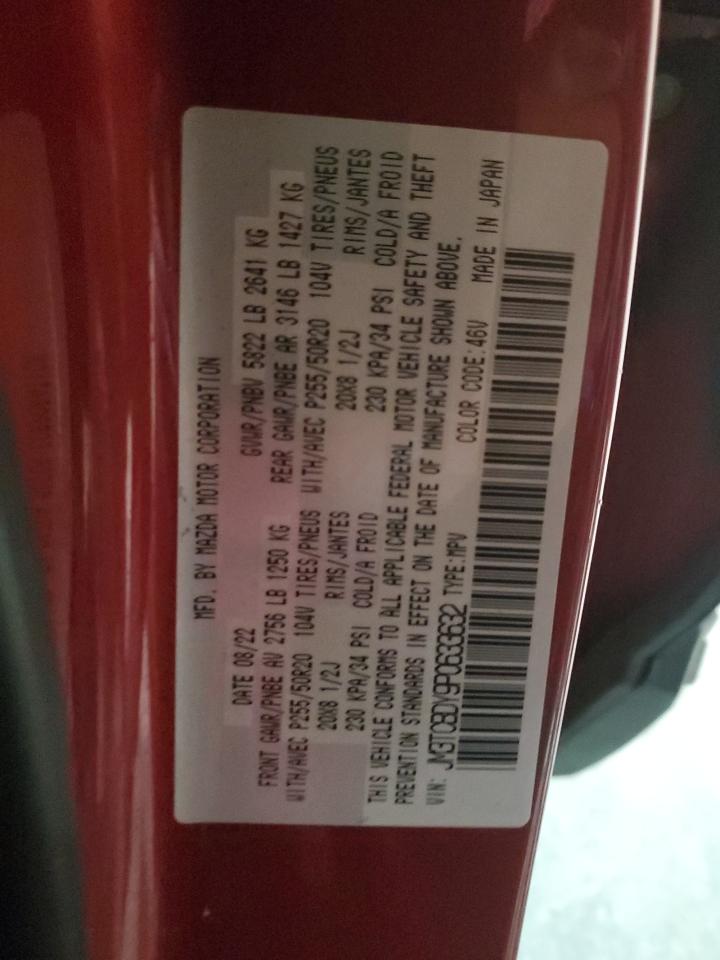 MFD. BY MAZDA MOTOR CORPORATION
DATE 08/22 GVWR/PNBV 5822 LB 2641 KG
FRONT GAWR/PNBE AV 2756 LB 1250 KG REAR GAWR/PNBE AR 3146 LB 1427 KG
WITH/AVEC P255/50R20 104V TIRES/PNEUS WITH/AVEC P255/50R20 104V TIRES/PNEUS
20X8 1/2J RIMS/JANTES 20X8 1/2J RIMS/JANTES
230 KPA/34 PSI COLD/A FROID 230 KPA/34 PSI COLD/A FROID
THIS VEHICLE CONFORMS TO ALL APPLICABLE FEDERAL MOTOR VEHICLE SAFETY AND THEFT
PREVENTION STANDARDS IN EFFECT ON THE DATE OF MANUFACTURE SHOWN ABOVE.
VIN: JM3TCBDY9P0633632 TYPE:MPV COLOR CODE:46V MADE IN JAPAN